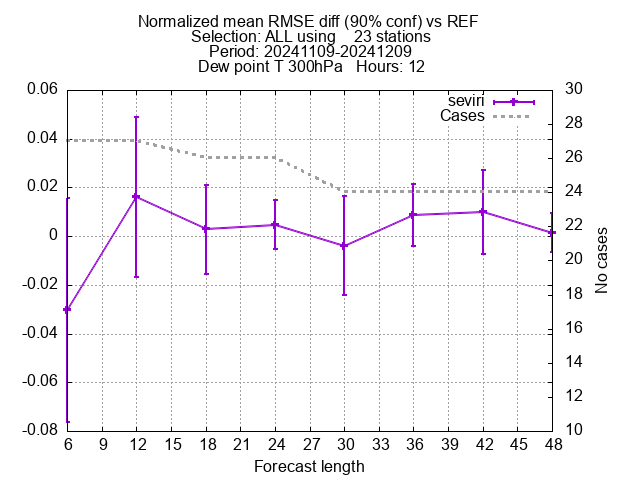 Normalized mean RMSE diff (90% conf) vs REF
Selection: ALL using 23 stations
Period: 20241109-20241209
Dew point T 300hPa Hours: 12
0.06
0.04
0.02
0
-0.02
-0.04
-0.06
-0.08
30
28
26
24
22
20
18
16
14
12
10
seviri
Cases
No cases
6 9 12 15 18 21 24 27 30 33 36 39 42 45 48
Forecast length